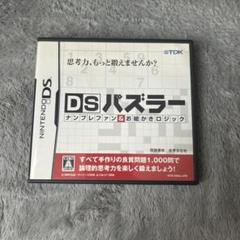 TDK
思考力、もっと鍛えませんか?
NINTENDO DS
DSパズラー
ナンプレファン&お絵かきロジック
すべて手作りの良質問題1,000問で
論理的思考力を楽しく鍛えましょう!